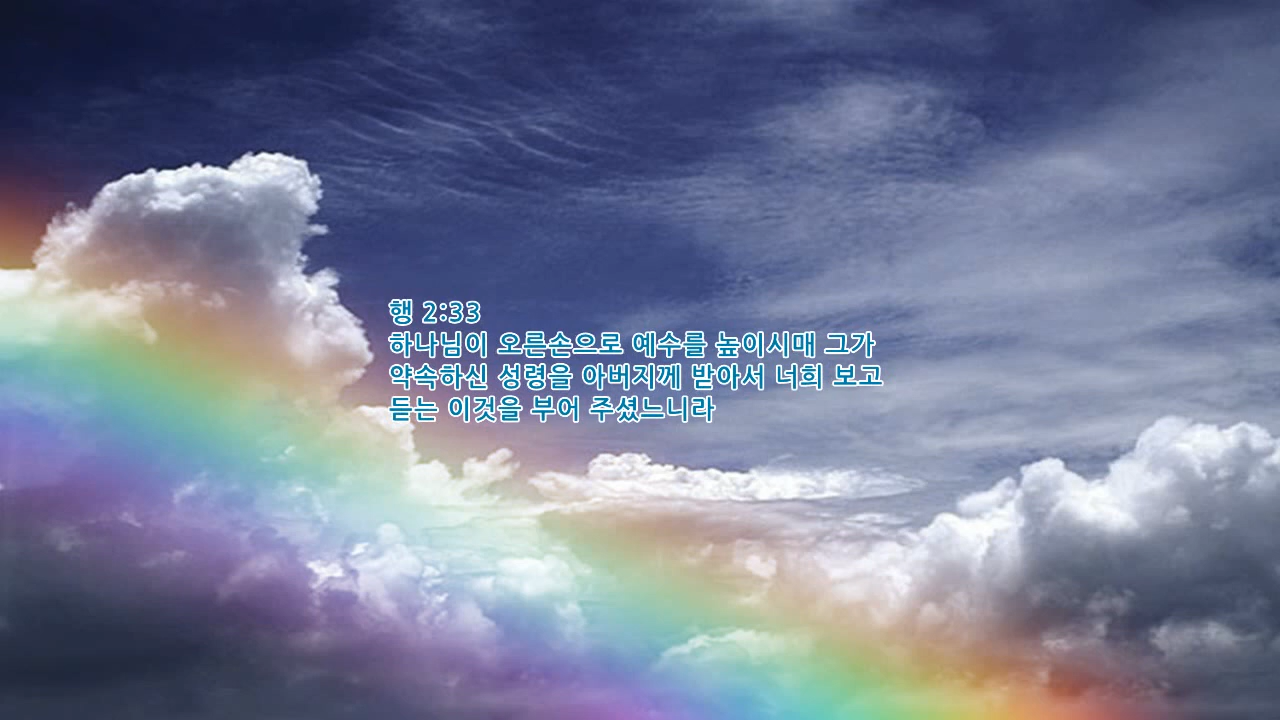 행 2:33
하나님이 오른손으로 예수를 높이시매 그가
약속하신 성령을 아버지께 받아서 너희 보고
듣는 이것을 부어 주셨느니라